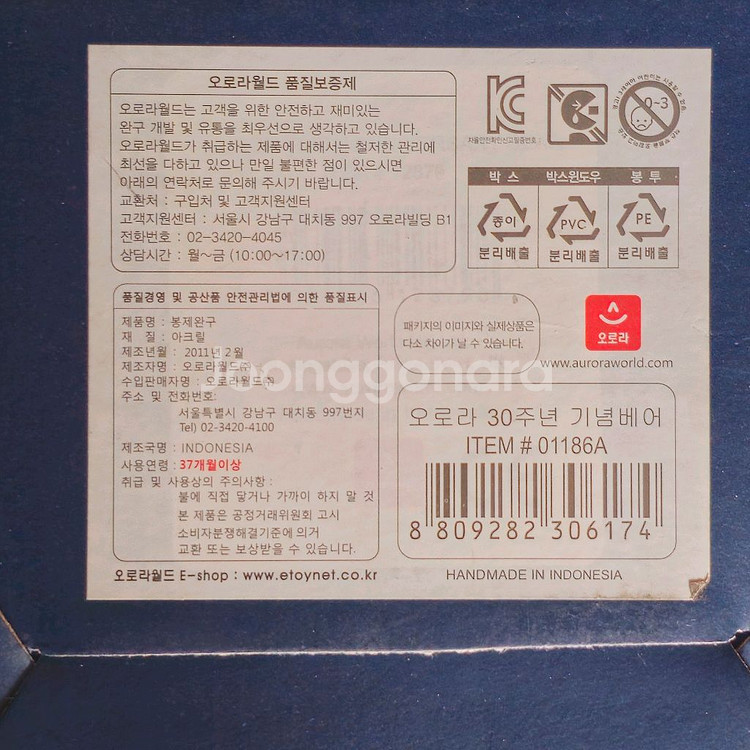 오로라월드 품질보증제
오로라월드는 고객을 위한 안전하고 재미있는
완구 개발 및 유통을 최우선으로 생각하고 있습니다.
오로라월드가 취급하는 제품에 대해서는 철저한 관리에
최선을 다하고 있으나 만일 불편한 점이 있으시면
아래의 연락처로 문의해 주시기 바랍니다.
교환처 : 구입처 및 고객지원센터
고객지원센터 : 서울시 강남구 대치동 997 오로라빌딩 B1
전화번호 : 02-3420-4045
상담시간 : 월~금 (10:00~17:00)
자율안전확인신고필증번호 :
0~3
박스 박스윈도우 봉투
종이 PVC PE
분리배출 분리배출 분리배출
품질경영 및 공산품 안전관리법에 의한 품질표시
제품명 : 봉제완구
재 질 : 아크릴
제조년월 : 2011년 2월
제조자명 : 오로라월드㈜
수입판매자명 : 오로라월드㈜
주소 및 전화번호:
서울특별시 강남구 대치동 997번지
Tel) 02-3420-4100
제조국명 : INDONESIA
사용연령 : 37개월이상
취급 및 사용상의 주의사항 :
불에 직접 닿거나 가까이 하지 말 것
본 제품은 공정거래위원회 고시
소비자분쟁해결기준에 의거
교환 또는 보상받을 수 있습니다.
오로라월드 E-shop : www.etoynet.co.kr
패키지의 이미지와 실제상품은
다소 차이가 날 수 있습니다.
오로라
www.auroraworld.com
오로라 30주년 기념베어
ITEM # 01186A
8 809282 306174
HANDMADE IN INDONESIA
Joonggonara